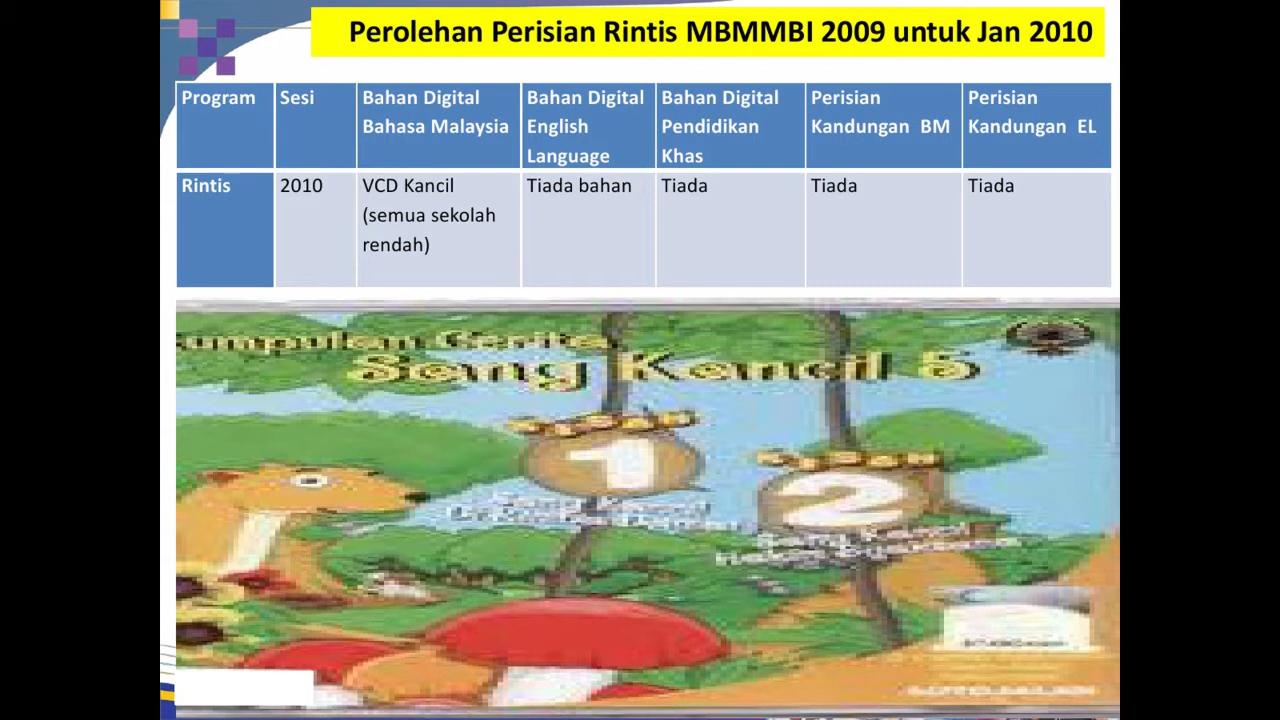 Perolehan Perisian Rintis MBMMBI 2009 untuk Jan 2010
Program Sesi Bahan Digital Bahan Digital Bahan Digital Perisian Perisian
Bahasa Malaysia English Pendidikan Kandungan BM Kandungan EL
Language Khas
Rintis 2010 VCD Kancil Tiada bahan Tiada Tiada Tiada
(semua sekolah
rendah)
Sang Kancil 5
1
2